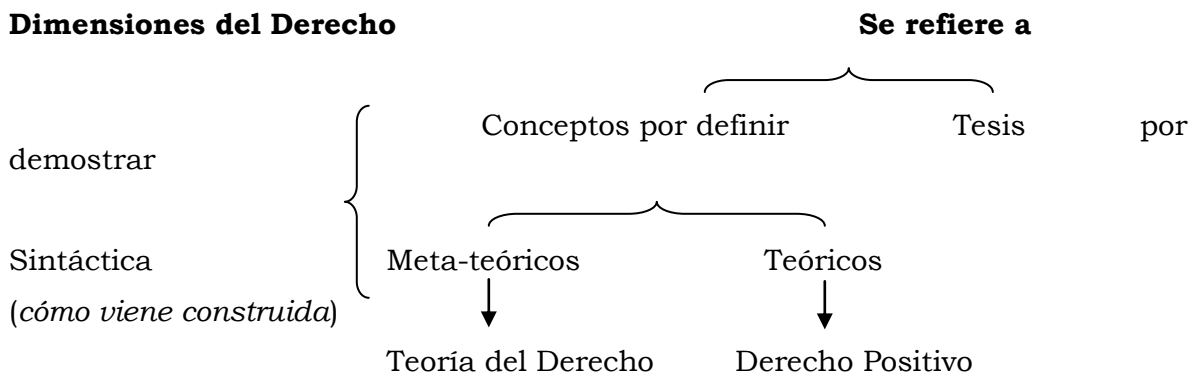 Dimensiones del Derecho Se refiere a
Conceptos por definir Tesis por
demostrar
Sintáctica Meta-teóricos Teóricos
(cómo viene construida)
Teoría del Derecho Derecho Positivo